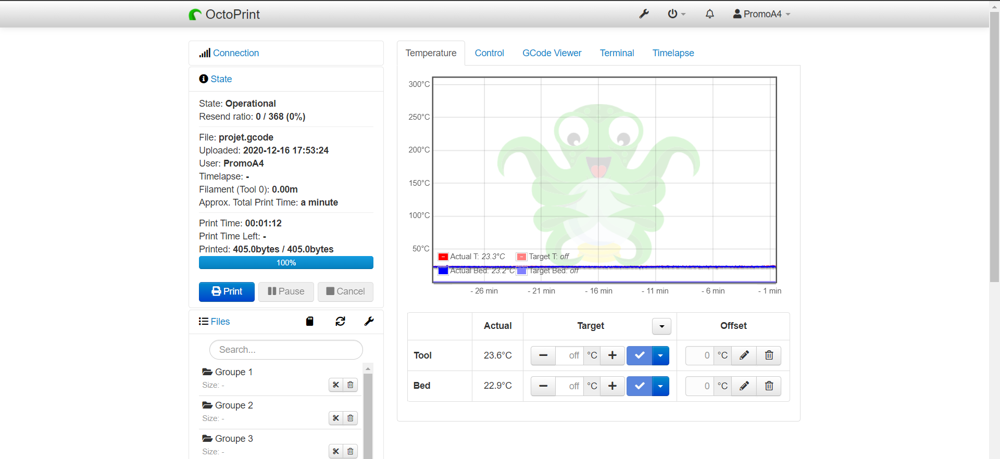 OctoPrint
PromoA4
Connection
State
State: Operational
Resend ratio: 0 / 368 (0%)
File: projet.gcode
Uploaded: 2020-12-16 17:53:24
User: PromoA4
Timelapse: -
Filament (Tool 0): 0.00m
Approx. Total Print Time: a minute
Print Time: 00:01:12
Print Time Left: -
Printed: 405.0bytes / 405.0bytes
100%
Print Pause Cancel
Files
Search...
Groupe 1
Size: -
Groupe 2
Size: -
Groupe 3
Size: -
Temperature Control GCode Viewer Terminal Timelapse
300°C
250°C
200°C
150°C
100°C
50°C
Actual T: 23.3°C Target T: off
Actual Bed: 23.2°C Target Bed: off
- 26 min - 21 min - 16 min - 11 min - 6 min - 1 min
Actual Target Offset
Tool 23.6°C off °C 0 °C
Bed 22.9°C off °C 0 °C